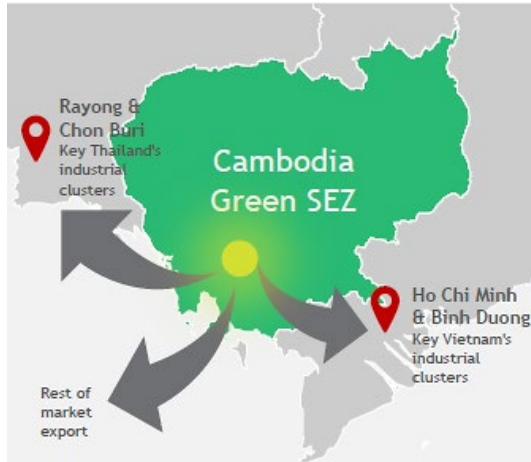 Rayong &
Chon Buri
Key Thailand's
industrial
clusters
Cambodia
Green SEZ
Ho Chi Minh
& Binh Duong
Key Vietnam's
industrial
clusters
Rest of
market
export